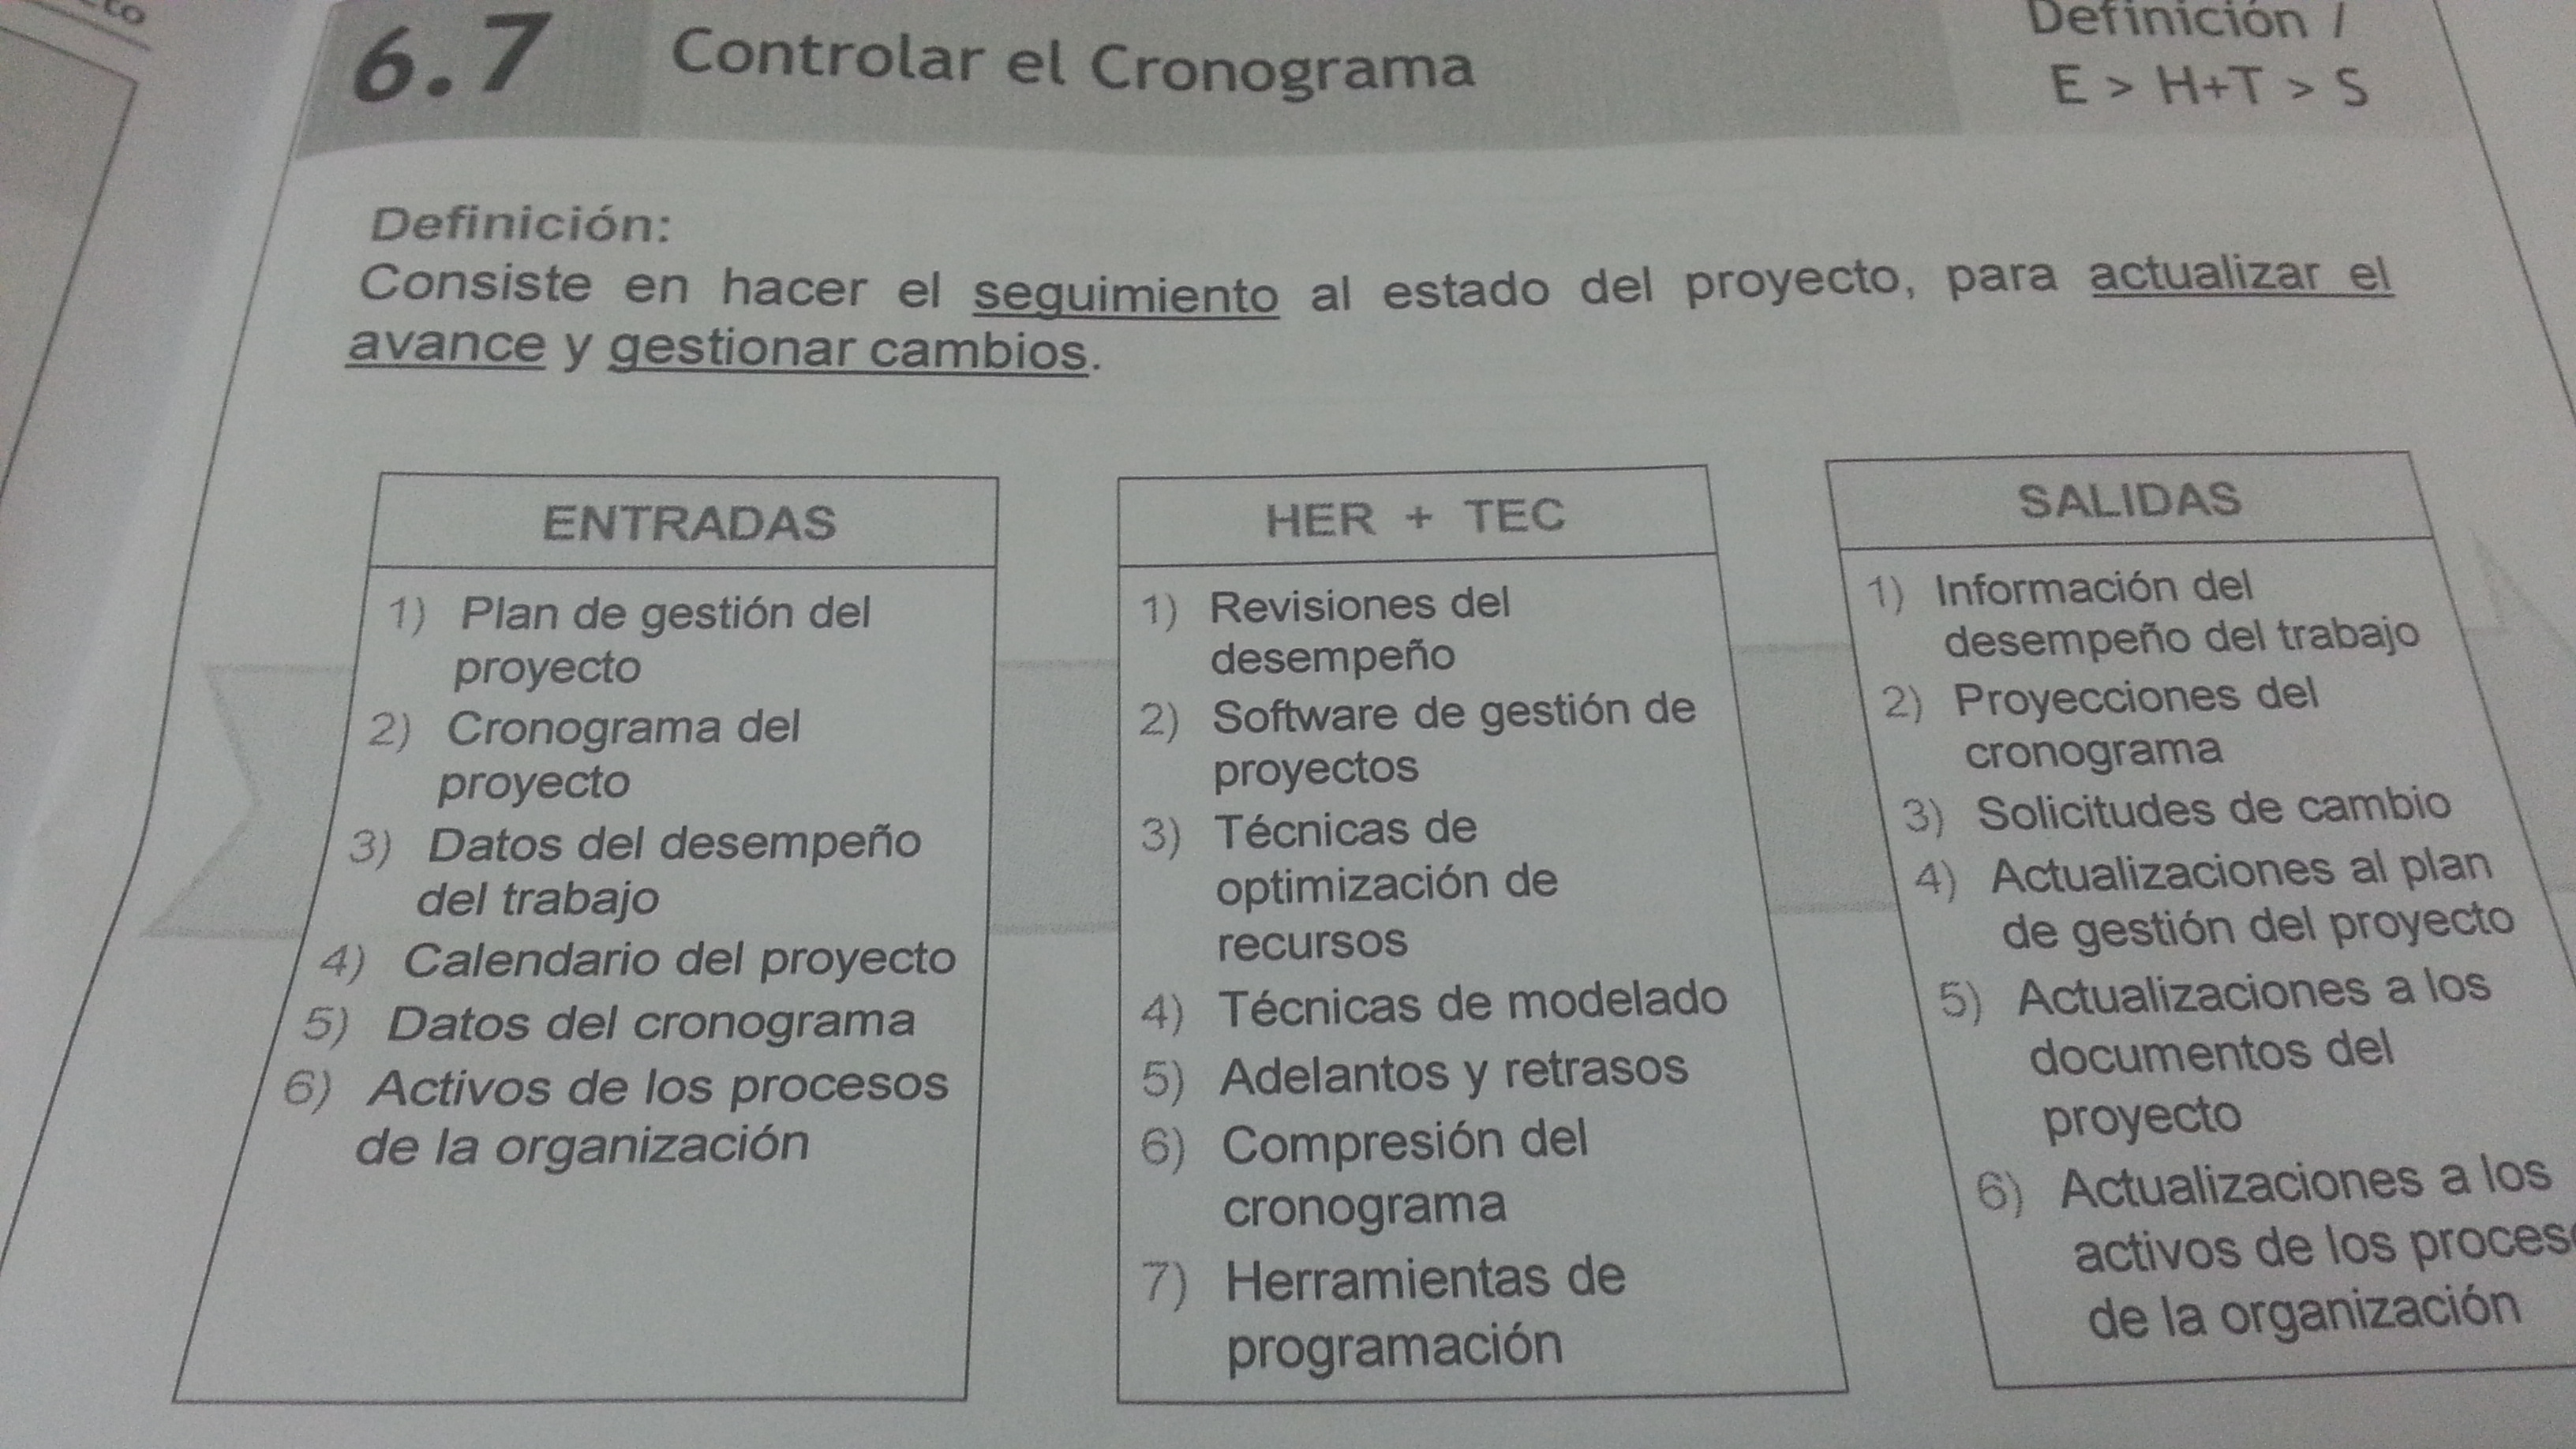 6.7 Controlar el Cronograma
Definición /
E > H+T > S
Definición:
Consiste en hacer el seguimiento al estado del proyecto, para actualizar el
avance y gestionar cambios.
ENTRADAS
1) Plan de gestión del
proyecto
2) Cronograma del
proyecto
3) Datos del desempeño
del trabajo
4) Calendario del proyecto
5) Datos del cronograma
6) Activos de los procesos
de la organización
HER + TEC
1) Revisiones del
desempeño
2) Software de gestión de
proyectos
3) Técnicas de
optimización de
recursos
4) Técnicas de modelado
5) Adelantos y retrasos
6) Compresión del
cronograma
7) Herramientas de
programación
SALIDAS
1) Información del
desempeño del trabajo
2) Proyecciones del
cronograma
3) Solicitudes de cambio
4) Actualizaciones al plan
de gestión del proyecto
5) Actualizaciones a los
documentos del
proyecto
6) Actualizaciones a los
activos de los
de la organización